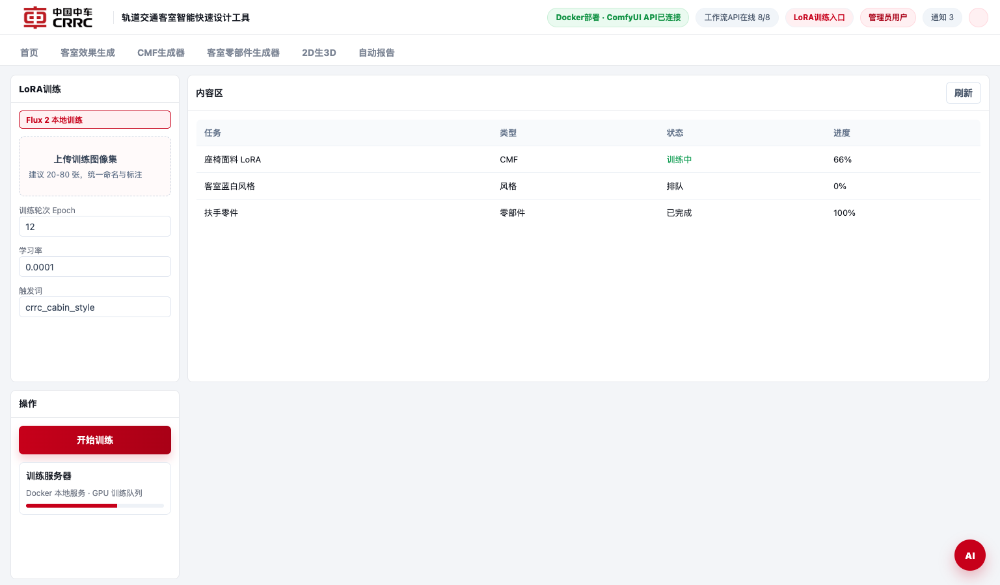 中国中车
CRRC
轨道交通客室智能快速设计工具
Docker部署 · ComfyUI API已连接
工作流API在线 8/8
LoRA训练入口
管理员用户
通知 3
首页
客室效果生成
CMF生成器
客室零部件生成器
2D生3D
自动报告
LoRA训练
Flux 2 本地训练
上传训练图像集
建议 20-80 张，统一命名与标注
训练轮次 Epoch
12
学习率
0.0001
触发词
crrc_cabin_style
内容区
刷新
任务 类型 状态 进度
座椅面料 LoRA CMF 训练中 66%
客室蓝白风格 风格 排队 0%
扶手零件 零部件 已完成 100%
操作
开始训练
训练服务器
Docker 本地服务 · GPU 训练队列
AI